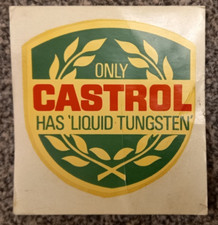 ONLY
CASTROL
HAS 'LIQUID TUNGSTEN'